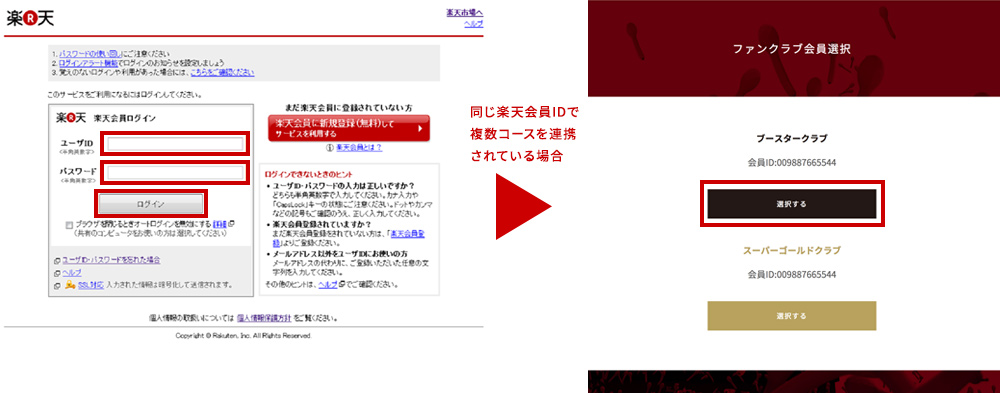 楽R天
楽天市場へ
ヘルプ
1. パスワードの使い回しにご注意ください
2. ログインアラート機能でログインのお知らせを設定しましょう
3. 覚えのないログインや利用があった場合には、こちらをご確認ください
このサービスをご利用になるにはログインしてください。
楽R天 楽天会員ログイン
ユーザID
<半角英数字>
パスワード
<半角英数字>
ログイン
ブラウザを閉じるときオートログインを無効にする 詳細
(共有のコンピュータをお使いの方は選択してください)
ユーザID・パスワードを忘れた場合
ヘルプ
SSL対応 入力された情報は暗号化して送信されます。
まだ楽天会員に登録されていない方
楽天会員に新規登録(無料)して
サービスを利用する
楽天会員とは?
ログインできないときのヒント
• ユーザID・パスワードの入力は正しいですか?
どちらも半角英数字で入力してください。カナ入力や
「CapsLock」キーの状態にご注意ください。ドットやカンマ
などの記号もご確認のうえ、正しく入力してください。
• 楽天会員登録されていますか?
まだ楽天会員登録をされていない方は、「楽天会員登
録」よりご登録ください。
• メールアドレス以外をユーザIDにお使いの方
メールアドレスの代わりに、ご登録いただいた任意の文
字列を入力してください。
その他のヒントは、ヘルプでご確認ください。
個人情報の取扱いについては 個人情報保護方針 をご覧ください。
Copyright © Rakuten, Inc. All Rights Reserved.
同じ楽天会員IDで
複数コースを連携
されている場合
ファンクラブ会員選択
ブースタークラブ
会員ID:009887665544
選択する
スーパーゴールドクラブ
会員ID:009887665544
選択する